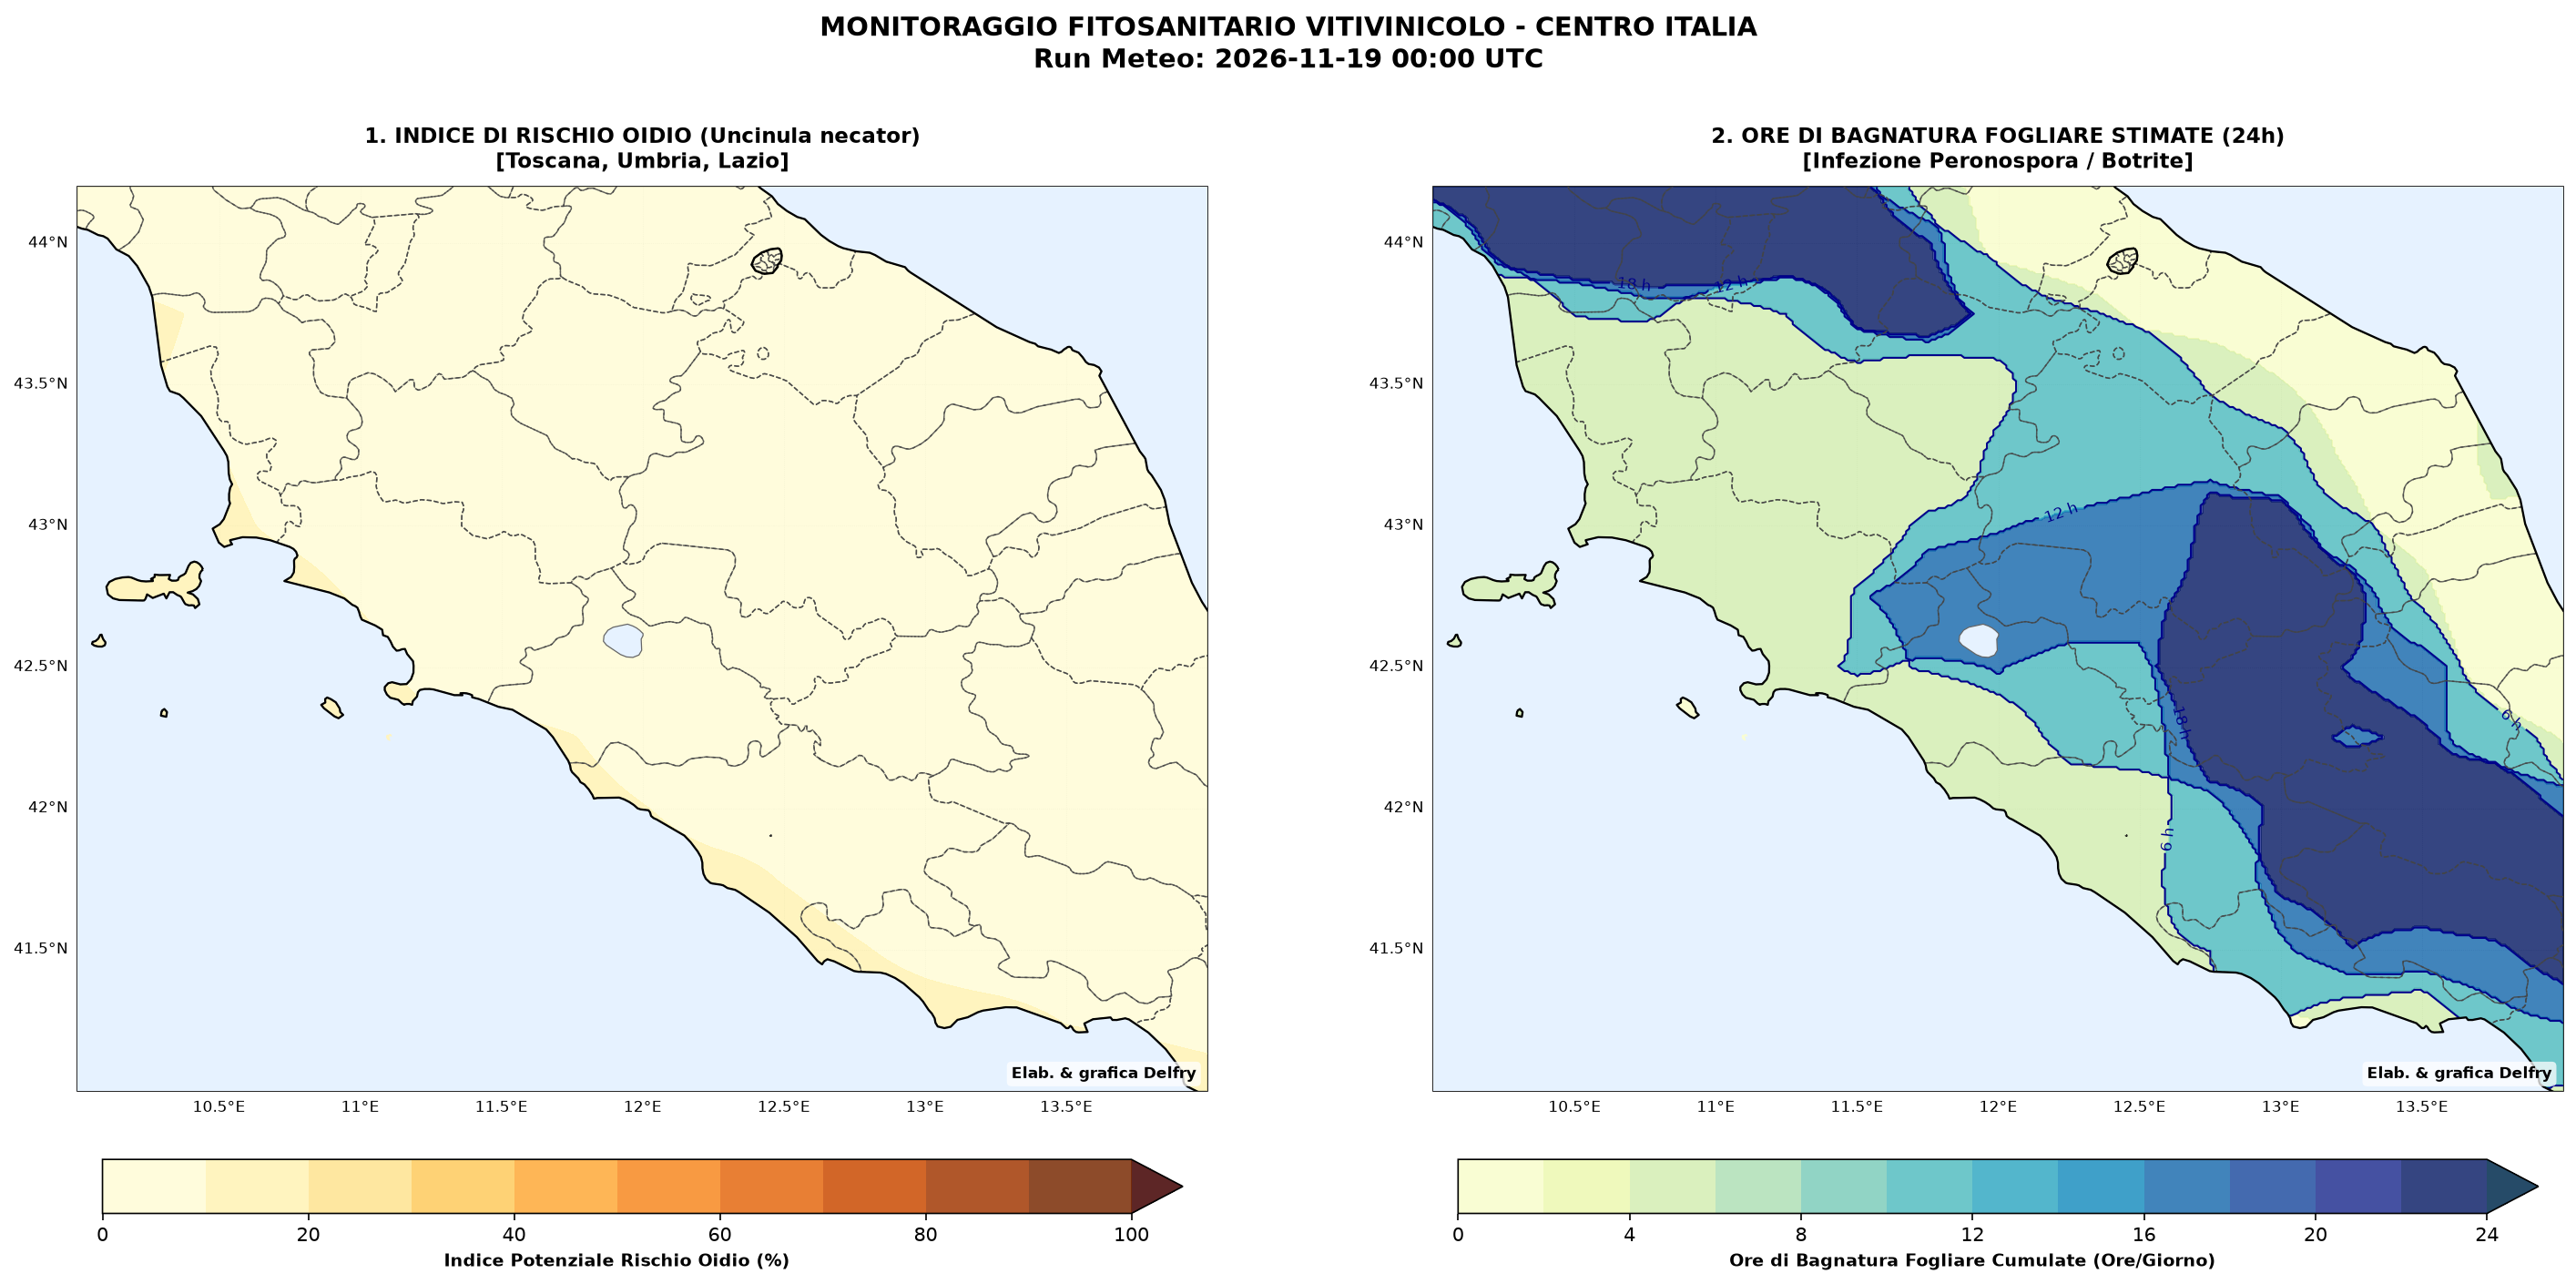 MONITORAGGIO FITOSANITARIO VITIVINICOLO - CENTRO ITALIA
Run Meteo: 2026-11-19 00:00 UTC
1. INDICE DI RISCHIO OIDIO (Uncinula necator)
[Toscana, Umbria, Lazio]
44°N
43.5°N
43°N
42.5°N
42°N
41.5°N
Elab. & grafica Delfry
10.5°E 11°E 11.5°E 12°E 12.5°E 13°E 13.5°E
0 20 40 60 80 100
Indice Potenziale Rischio Oidio (%)
2. ORE DI BAGNATURA FOGLIARE STIMATE (24h)
[Infezione Peronospora / Botrite]
44°N
18 h
12 h
43.5°N
43°N
12 h
42.5°N
18 h
6 h
42°N
6 h
41.5°N
Elab. & grafica Delfry
10.5°E 11°E 11.5°E 12°E 12.5°E 13°E 13.5°E
0 4 8 12 16 20 24
Ore di Bagnatura Fogliare Cumulate (Ore/Giorno)